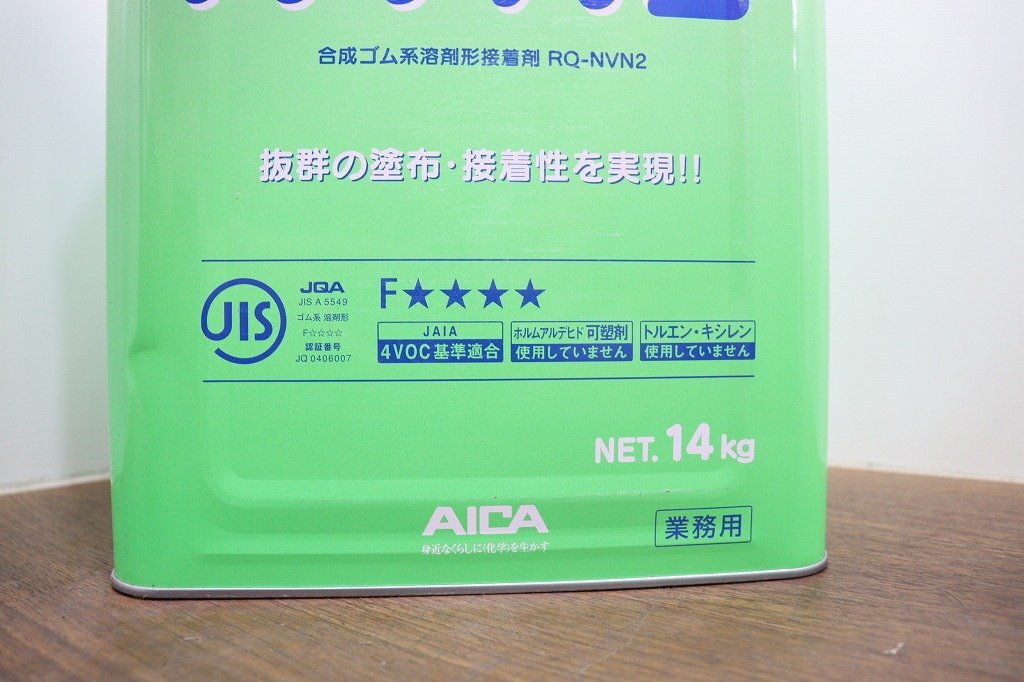 合成ゴム系溶剤形接着剤 RQ-NVN2
抜群の塗布・接着性を実現!!
JIS
JQA
JIS A 5549
ゴム系 溶剤形
F☆☆☆☆
認証番号
JQ 0406007
F★★★★
JAIA
4VOC基準適合
ホルムアルデヒド 可塑剤
使用していません
トルエン・キシレン
使用していません
NET. 14 kg
AICA
身近なくらしに〈化学〉を生かす
業務用